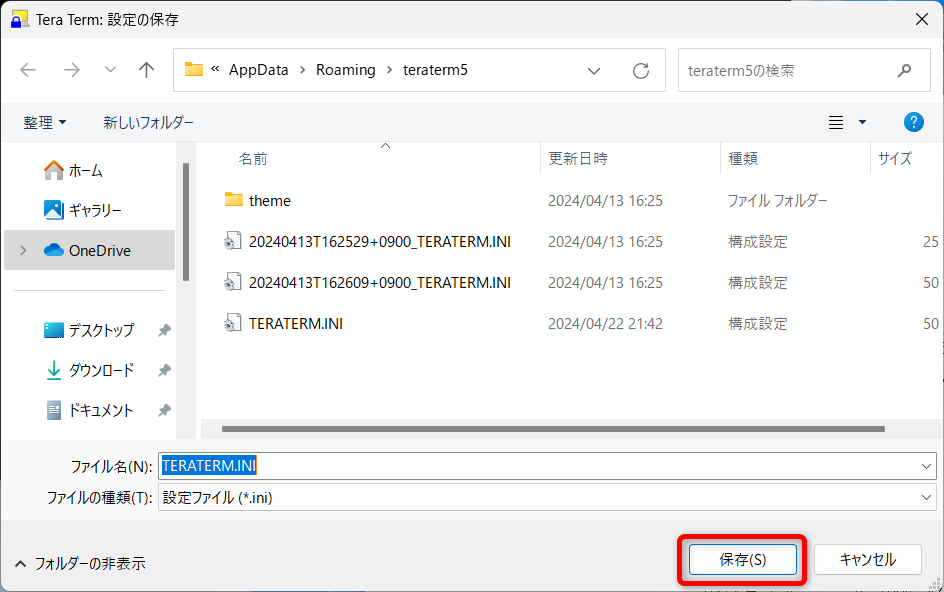 Tera Term: 設定の保存
« AppData > Roaming > teraterm5
teraterm5の検索
整理 新しいフォルダー
?
名前 更新日時 種類 サイズ
ホーム
ギャラリー
OneDrive
デスクトップ
ダウンロード
ドキュメント
theme 2024/04/13 16:25 ファイル フォルダー
20240413T162529+0900_TERATERM.INI 2024/04/13 16:25 構成設定 25
20240413T162609+0900_TERATERM.INI 2024/04/13 16:25 構成設定 50
TERATERM.INI 2024/04/22 21:42 構成設定 50
ファイル名(N): TERATERM.INI
ファイルの種類(T): 設定ファイル (*.ini)
フォルダーの非表示
保存(S) キャンセル